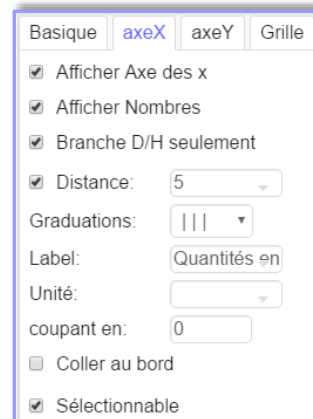 Basique axeX axeY Grille
Afficher Axe des x
Afficher Nombres
Branche D/H seulement
Distance: 5
Graduations: | | |
Label: Quantités en
Unité:
coupant en: 0
Coller au bord
Sélectionnable